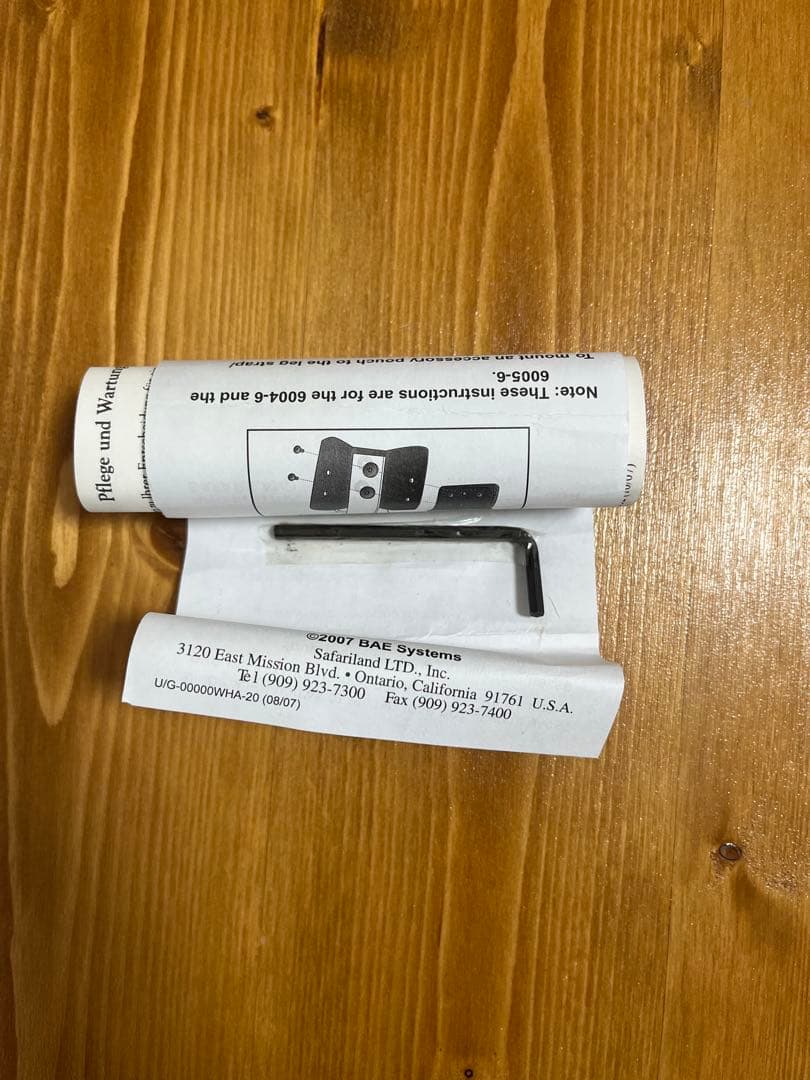 Pflege und Wartung
To mount an accessory pouch to the leg strap/
6005-6.
Note: These instructions are for the 6004-6 and the
©2007 BAE Systems
Safariland LTD., Inc.
3120 East Mission Blvd. • Ontario, California 91761 U.S.A.
Tel (909) 923-7300 Fax (909) 923-7400
U/G-00000WHA-20 (08/07)